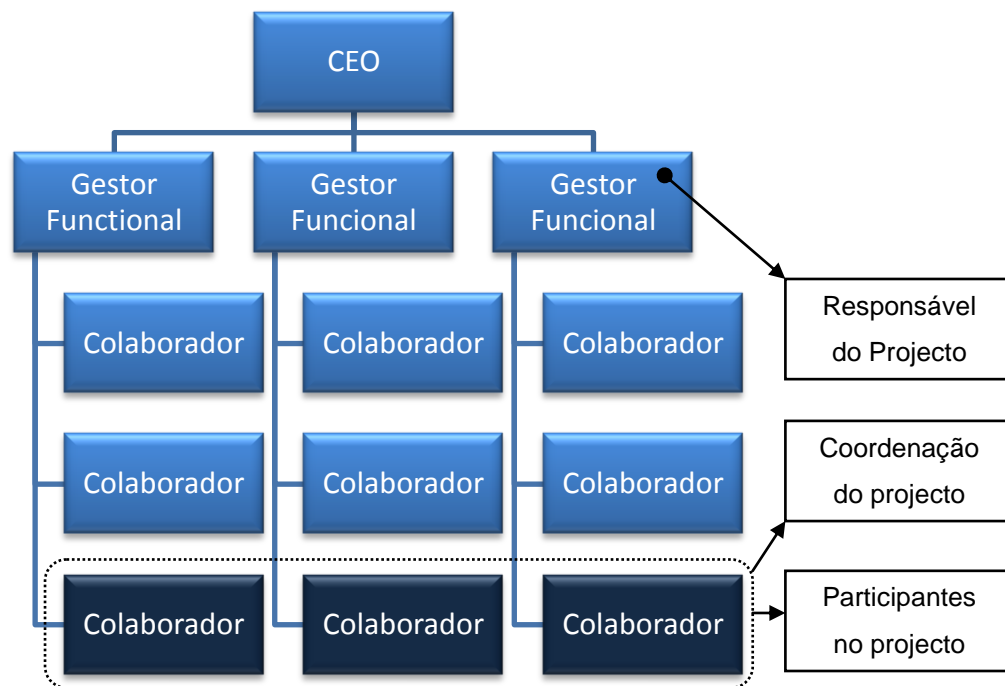 CEO
Gestor
Functional
Gestor
Funcional
Gestor
Funcional
Responsável
do Projecto
Colaborador
Colaborador
Colaborador
Coordenação
do projecto
Colaborador
Colaborador
Colaborador
Participantes
no projecto
Colaborador
Colaborador
Colaborador